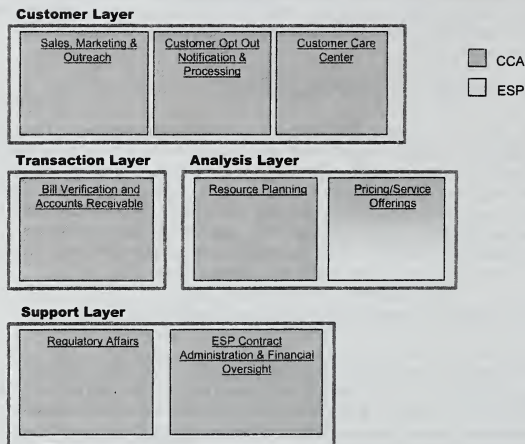 Customer Layer
Sales, Marketing &
Outreach
Customer Opt Out
Notification &
Processing
Customer Care
Center
CCA
ESP
Transaction Layer
Bill Verification and
Accounts Receivable
Analysis Layer
Resource Planning
Pricing/Service
Offerings
Support Layer
Regulatory Affairs
ESP Contract
Administration & Financial
Oversight